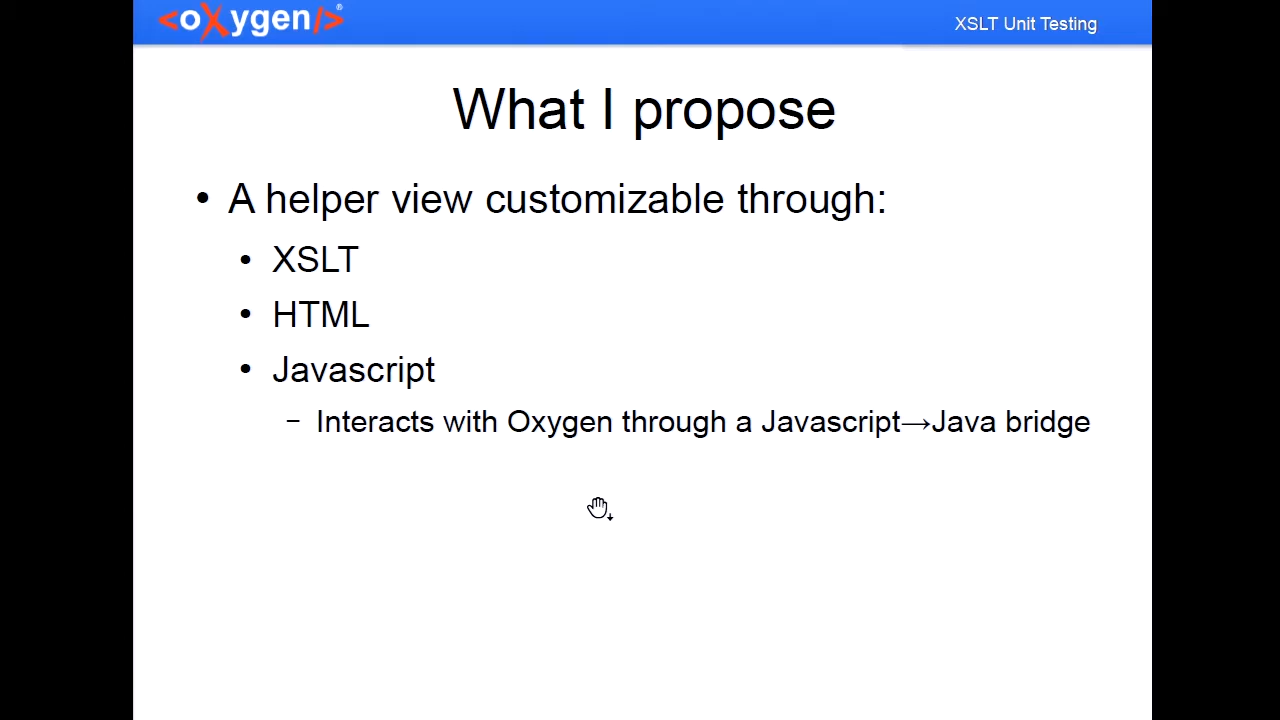 <oXygen/>®
XSLT Unit Testing
What I propose
• A helper view customizable through:
• XSLT
• HTML
• Javascript
– Interacts with Oxygen through a Javascript→Java bridge